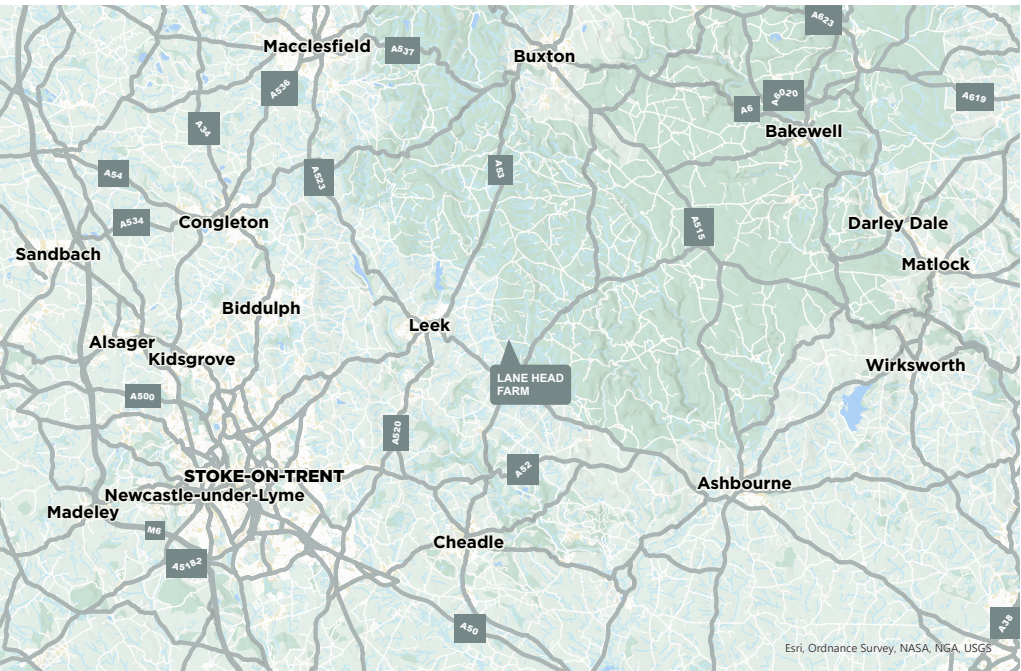 A623
Macclesfield
A537
Buxton
A536
A6020
A619
A6
A34
Bakewell
A54
A523
A53
A534
Congleton
A515
Darley Dale
Sandbach
Matlock
Biddulph
Leek
Alsager
Kidsgrove
Wirksworth
LANE HEAD
FARM
A500
A520
STOKE-ON-TRENT
A52
Ashbourne
Newcastle-under-Lyme
Madeley
M6
Cheadle
A5182
A50
A38
Esri, Ordnance Survey, NASA, NGA, USGS